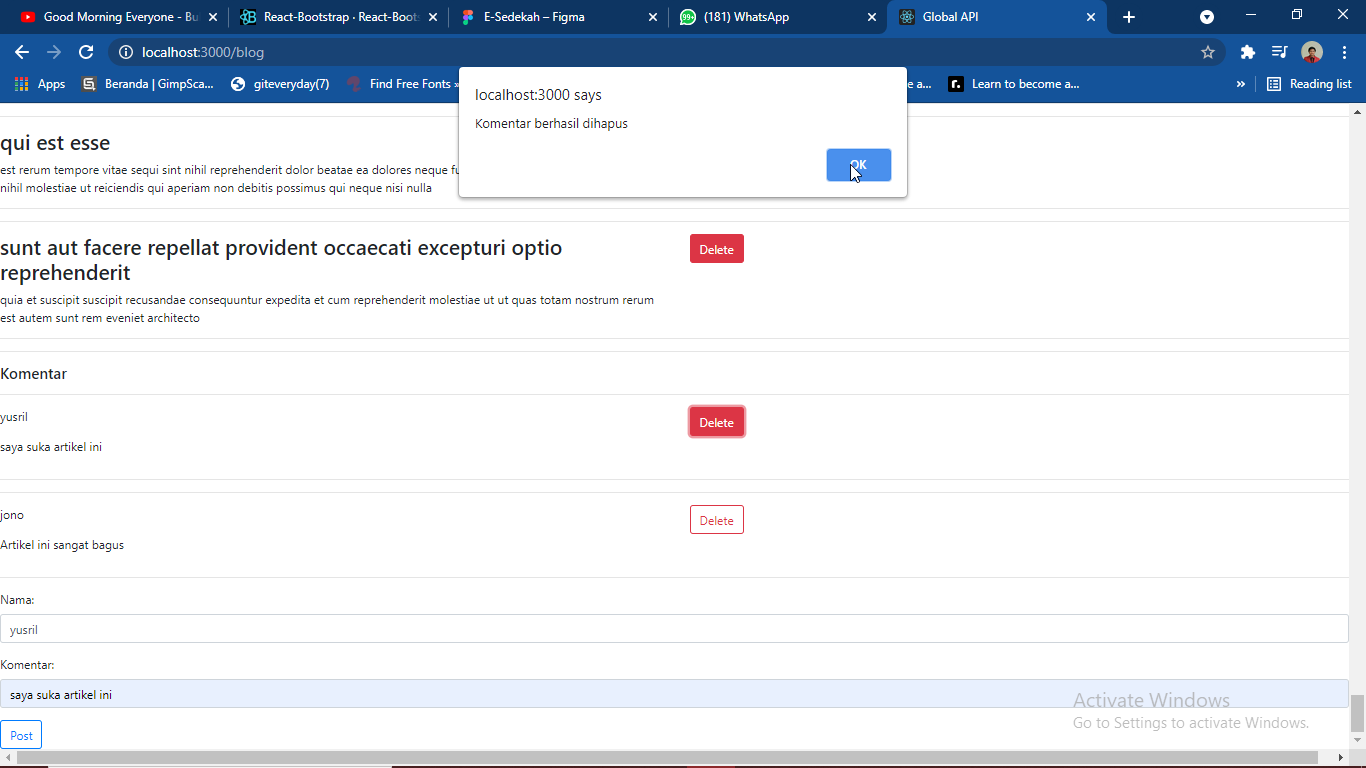 Good Morning Everyone - Bu
React-Bootstrap · React-Boots
E-Sedekah – Figma
99+
(181) WhatsApp
Global API
localhost:3000/blog
Apps
Beranda | GimpSca...
giteveryday(7)
Find Free Fonts »
e a...
r.
Learn to become a...
»
Reading list
localhost:3000 says
Komentar berhasil dihapus
OK
qui est esse
est rerum tempore vitae sequi sint nihil reprehenderit dolor beatae ea dolores neque fu
nihil molestiae ut reiciendis qui aperiam non debitis possimus qui neque nisi nulla
sunt aut facere repellat provident occaecati excepturi optio
reprehenderit
Delete
quia et suscipit suscipit recusandae consequuntur expedita et cum reprehenderit molestiae ut ut quas totam nostrum rerum
est autem sunt rem eveniet architecto
Komentar
yusril
Delete
saya suka artikel ini
jono
Delete
Artikel ini sangat bagus
Nama:
yusril
Komentar:
saya suka artikel ini
Post
Activate Windows
Go to Settings to activate Windows.